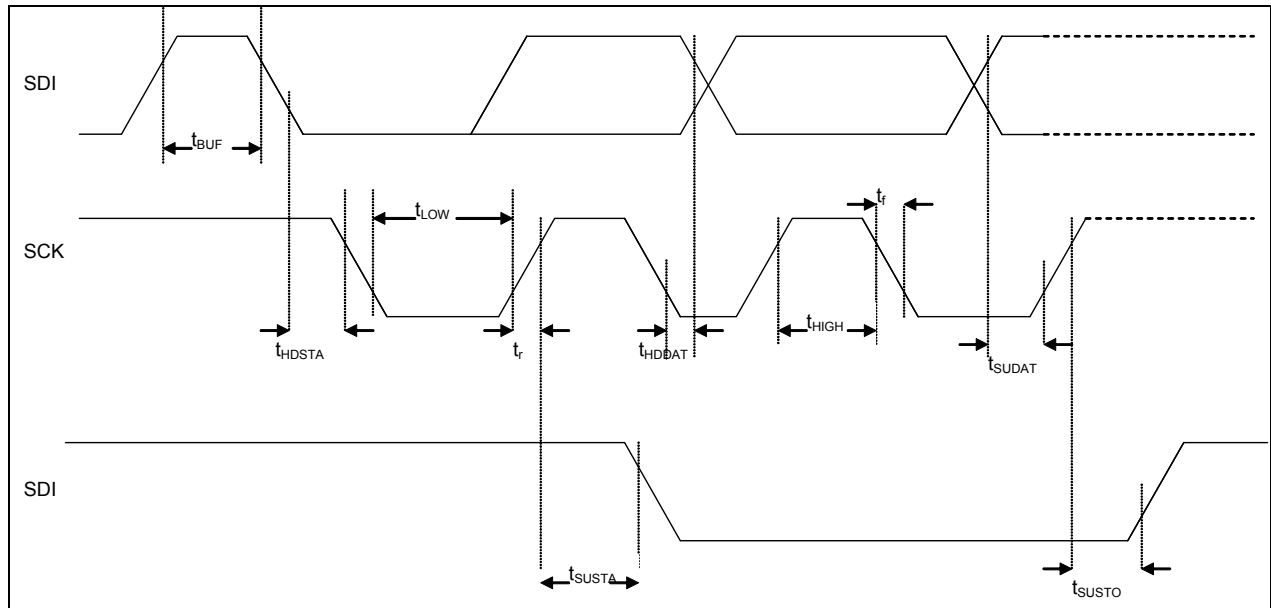 SDI
tBUF
tLOW
tf
SCK
tHDSTA
tr
tHDDAT
tHIGH
tSUDAT
SDI
tSUSTA
tSUSTO